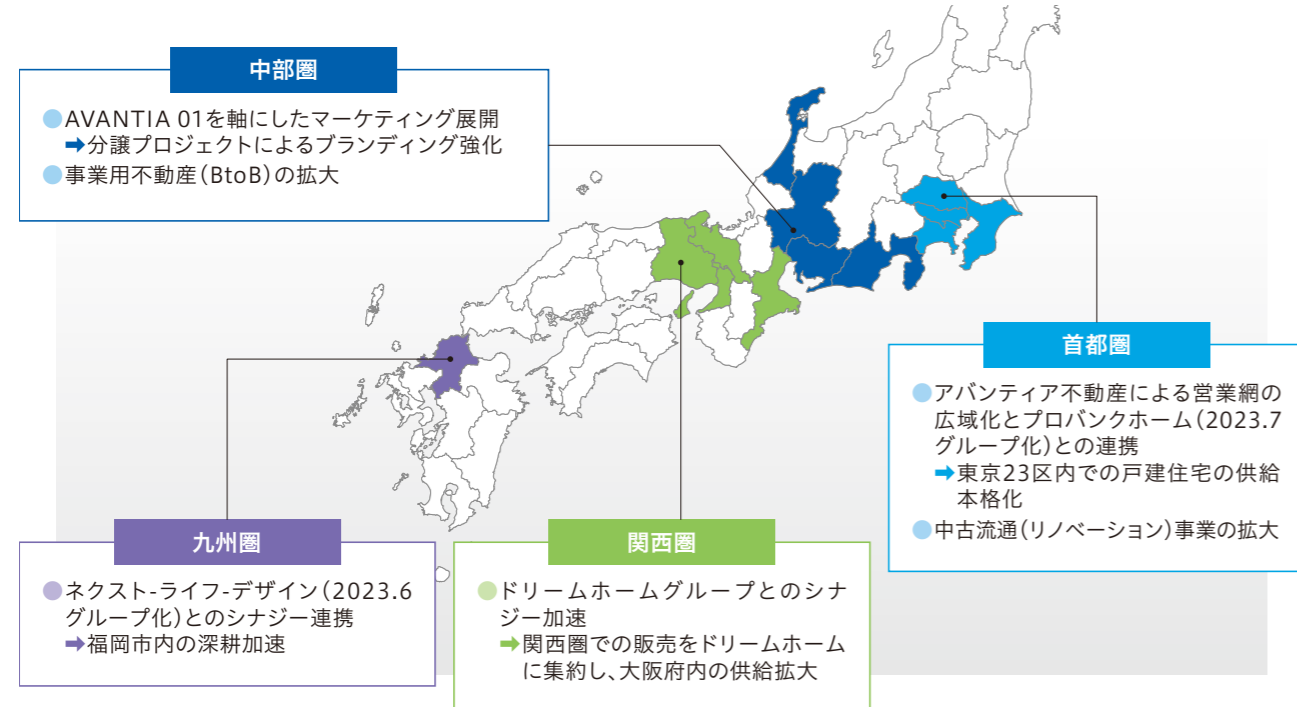 中部圏
●AVANTIA 01を軸にしたマーケティング展開
➡分譲プロジェクトによるブランディング強化
●事業用不動産(BtoB)の拡大
首都圏
●アバンティア不動産による営業網の
広域化とプロバンクホーム(2023.7
グループ化)との連携
➡東京23区内での戸建住宅の供給
本格化
●中古流通(リノベーション)事業の拡大
九州圏
●ネクスト-ライフ-デザイン(2023.6
グループ化)とのシナジー連携
➡福岡市内の深耕加速
関西圏
●ドリームホームグループとのシナ
ジー加速
➡関西圏での販売をドリームホーム
に集約し、大阪府内の供給拡大